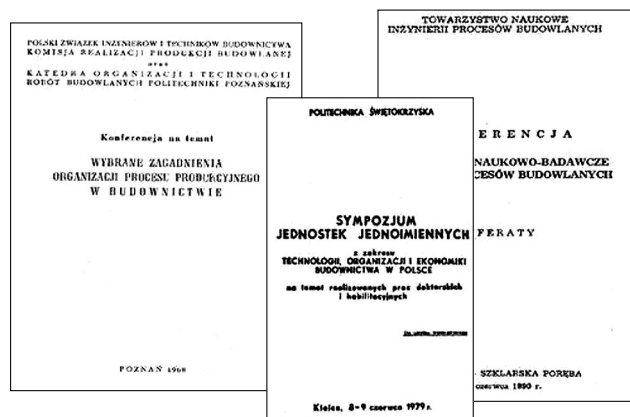 POLSKI ZWIĄZEK INŻYNIERÓW I TECHNIKÓW BUDOWNICTWA
KOMISJA REALIZACJI PRODUKCJI BUDOWLANEJ
oraz
KATEDRA ORGANIZACJI I TECHNOLOGII
ROBÓT BUDOWLANYCH POLITECHNIKI POZNAŃSKIEJ
Konferencja na temat
WYBRANE ZAGADNIENIA
ORGANIZACJI PROCESU PRODUKCYJNEGO
W BUDOWNICTWIE
POZNAŃ 1968
POLITECHNIKA ŚWIĘTOKRZYSKA
SYMPOZJUM
JEDNOSTEK JEDNOIMIENNYCH
z zakresu
TECHNOLOGII, ORGANIZACJI I EKONOMIKI
BUDOWNICTWA W POLSCE
na temat realizowanych prac doktorskich
i habilitacyjnych
Kielce, 8-9 czerwca 1979 r.
TOWARZYSTWO NAUKOWE
INŻYNIERII PROCESÓW BUDOWLANYCH
ERENCJA
NAUKOWO-BADAWCZE
CESÓW BUDOWLANYCH
FERATY
SZKLARSKA PORĘBA
czerwca 1990 r.